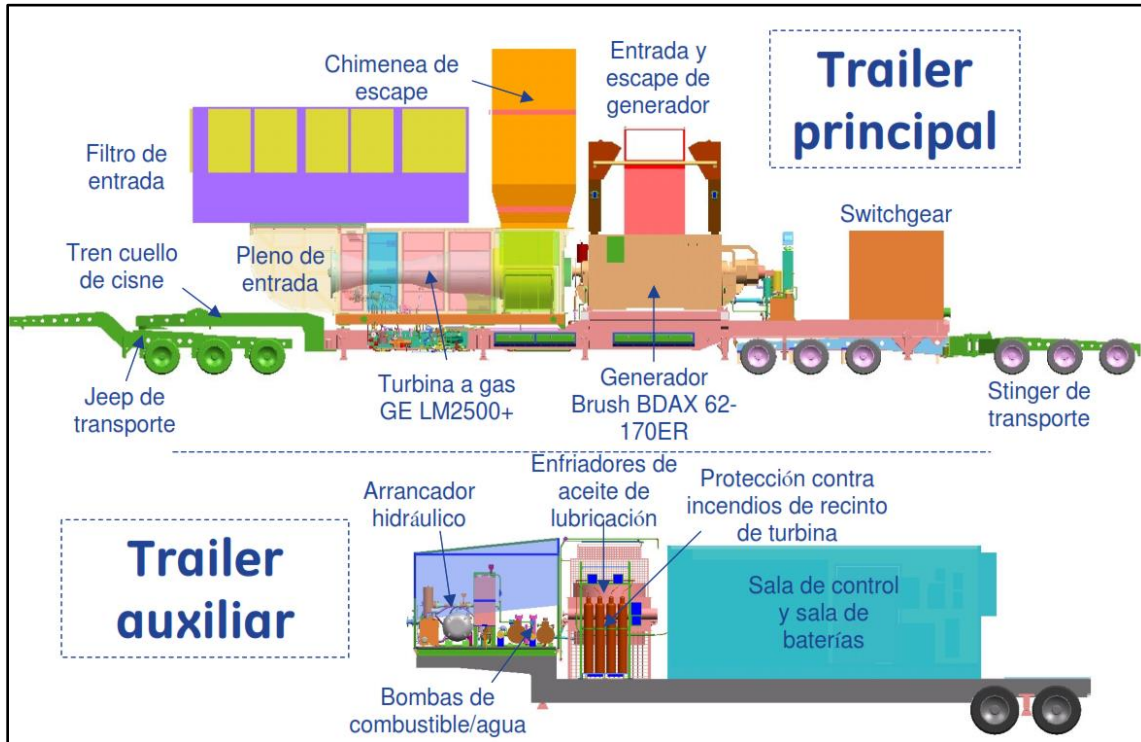 Trailer
principal
Chimenea de
escape
Entrada y
escape de
generador
Filtro de
entrada
Switchgear
Tren cuello
de cisne
Pleno de
entrada
Jeep de
transporte
Turbina a gas
GE LM2500+
Generador
Brush BDAX 62-
170ER
Stinger de
transporte
Trailer
auxiliar
Arrancador
hidráulico
Enfriadores de
aceite de
lubricación
Protección contra
incendios de recinto
de turbina
Sala de control
y sala de
baterías
Bombas de
combustible/agua